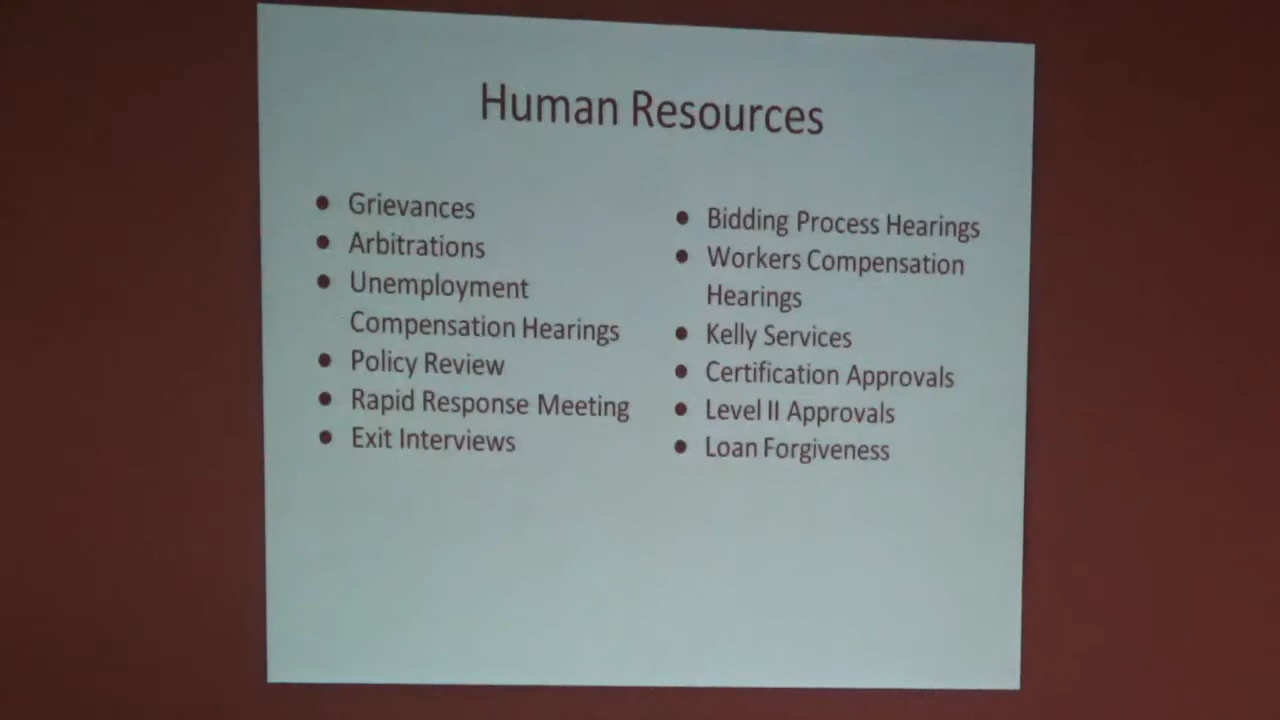 Human Resources
• Grievances
• Arbitrations
• Unemployment
Compensation Hearings
• Policy Review
• Rapid Response Meeting
• Exit Interviews
• Bidding Process Hearings
• Workers Compensation
Hearings
• Kelly Services
• Certification Approvals
• Level II Approvals
• Loan Forgiveness